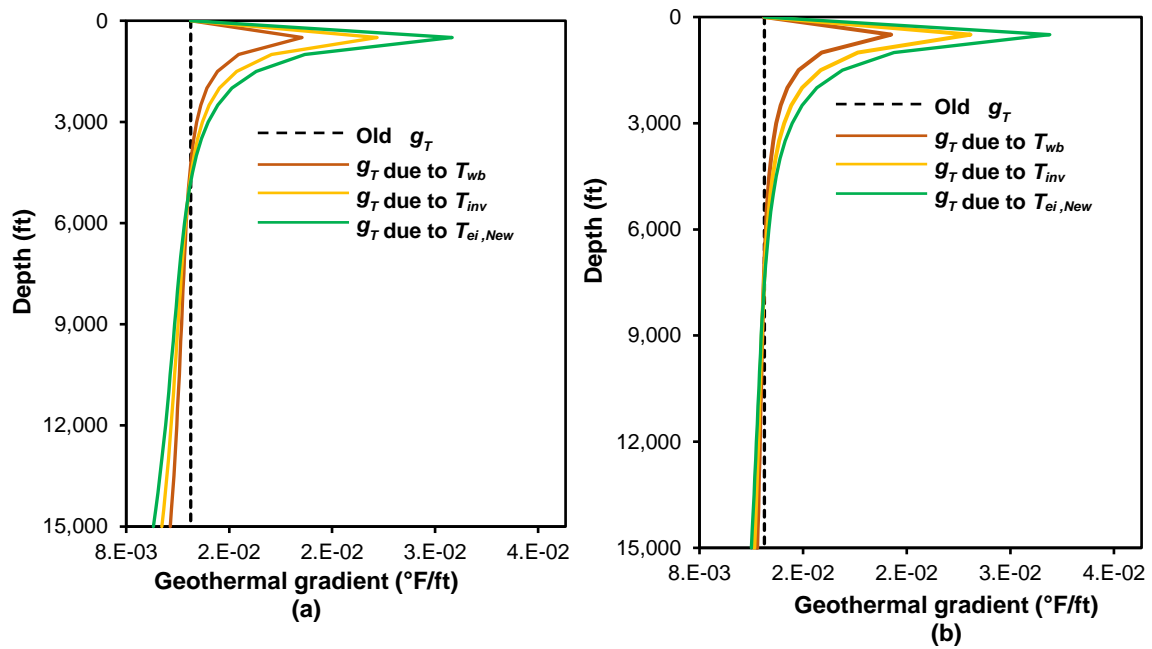 0
3,000
6,000
9,000
12,000
15,000
Depth (ft)
Old g_T
g_T due to T_wb
g_T due to T_inv
g_T due to T_ei,New
8.E-03 2.E-02 2.E-02 3.E-02 4.E-02
Geothermal gradient (°F/ft)
(a)
0
3,000
6,000
9,000
12,000
15,000
Depth (ft)
Old g_T
g_T due to T_wb
g_T due to T_inv
g_T due to T_ei,New
8.E-03 2.E-02 2.E-02 3.E-02 4.E-02
Geothermal gradient (°F/ft)
(b)